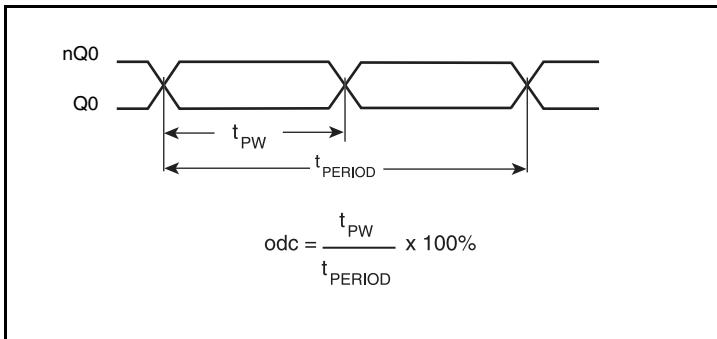 nQ0
Q0
tPW
tPERIOD
odc = tPW / tPERIOD x 100%